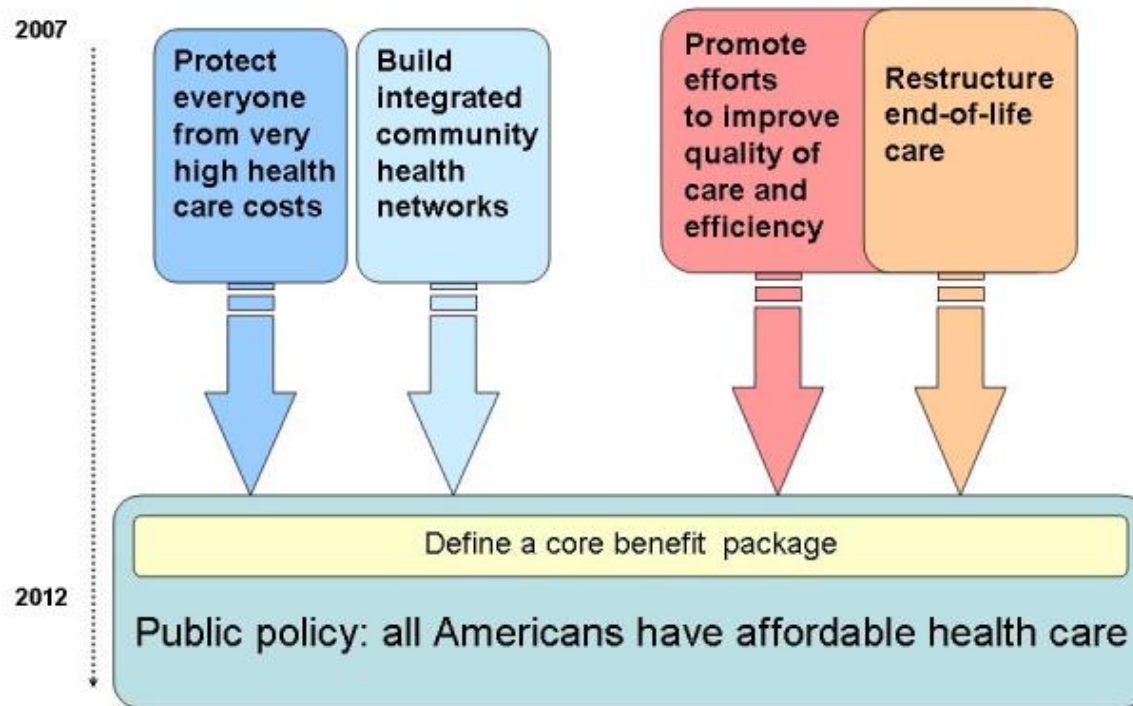 2007
Protect
everyone
from very
high health
care costs
Build
integrated
community
health
networks
Promote
efforts
to improve
quality of
care and
efficiency
Restructure
end-of-life
care
Define a core benefit package
2012
Public policy: all Americans have affordable health care